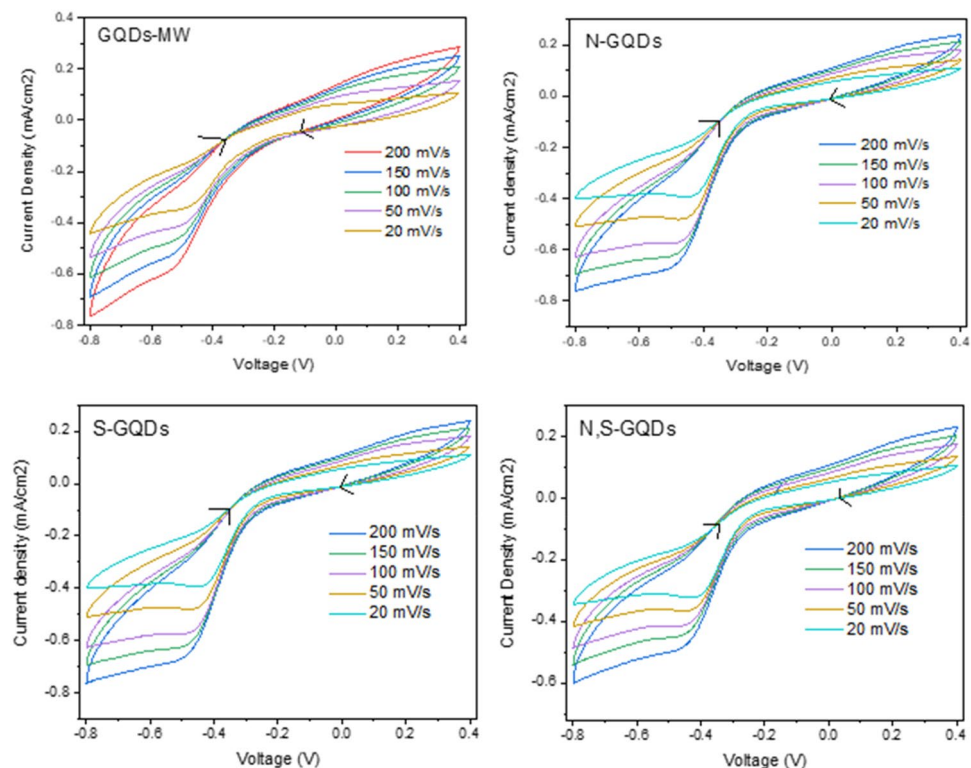 GQDs-MW
Current Density (mA/cm2)
0.4
0.2
0.0
-0.2
-0.4
-0.6
-0.8
-0.8
-0.6
-0.4
-0.2
0.0
0.2
0.4
Voltage (V)
200 mV/s
150 mV/s
100 mV/s
50 mV/s
20 mV/s
N-GQDs
Current density (mA/cm2)
0.2
0.0
-0.2
-0.4
-0.6
-0.8
-0.8
-0.6
-0.4
-0.2
0.0
0.2
0.4
Voltage (V)
200 mV/s
150 mV/s
100 mV/s
50 mV/s
20 mV/s
S-GQDs
Current density (mA/cm2)
0.2
0.0
-0.2
-0.4
-0.6
-0.8
-0.8
-0.6
-0.4
-0.2
0.0
0.2
0.4
Voltage (V)
200 mV/s
150 mV/s
100 mV/s
50 mV/s
20 mV/s
N,S-GQDs
Current Density (mA/cm2)
0.2
0.0
-0.2
-0.4
-0.6
-0.8
-0.6
-0.4
-0.2
0.0
0.2
0.4
Voltage (V)
200 mV/s
150 mV/s
100 mV/s
50 mV/s
20 mV/s